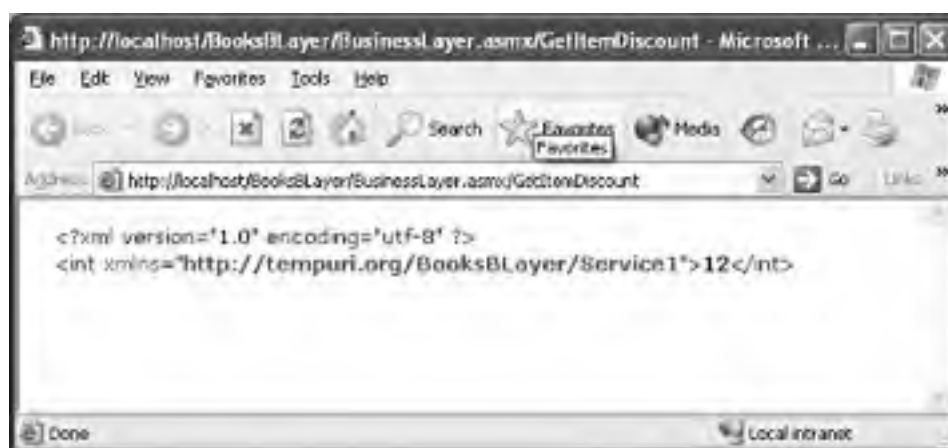 http://localhost/BooksBLayer/BusinessLayer.asmx/GetItemDiscount - Microsoft ...
File Edit View Favorites Tools Help
Back Search Favorites Media
Favorites
Address http://localhost/BooksBLayer/BusinessLayer.asmx/GetItemDiscount Go Links »
<?xml version="1.0" encoding="utf-8" ?>
<int xmlns="http://tempuri.org/BooksBLayer/Service1">12</int>
Done Local intranet